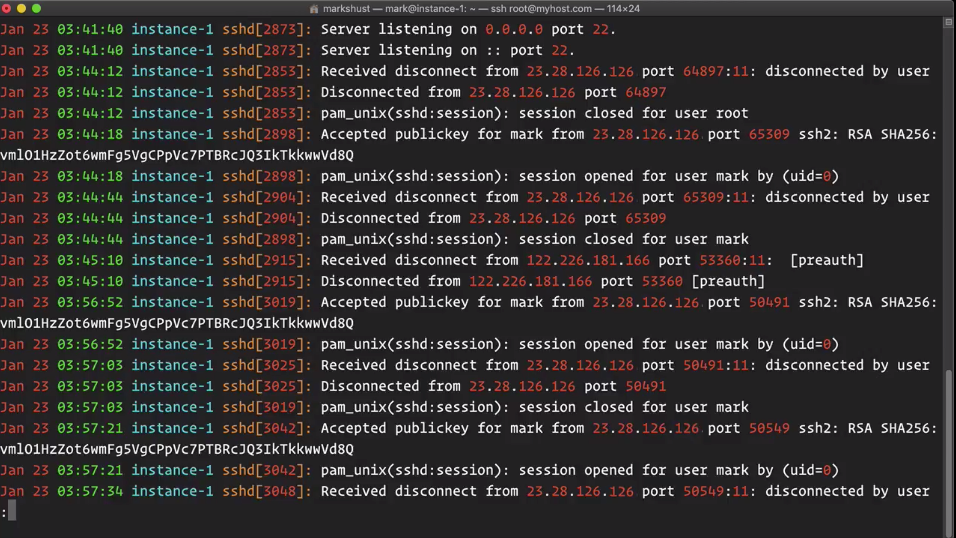 markshust — mark@instance-1: ~ — ssh root@myhost.com — 114×24
Jan 23 03:41:40 instance-1 sshd[2873]: Server listening on 0.0.0.0 port 22.
Jan 23 03:41:40 instance-1 sshd[2873]: Server listening on :: port 22.
Jan 23 03:44:12 instance-1 sshd[2853]: Received disconnect from 23.28.126.126 port 64897:11: disconnected by user
Jan 23 03:44:12 instance-1 sshd[2853]: Disconnected from 23.28.126.126 port 64897
Jan 23 03:44:12 instance-1 sshd[2853]: pam_unix(sshd:session): session closed for user root
Jan 23 03:44:18 instance-1 sshd[2898]: Accepted publickey for mark from 23.28.126.126 port 65309 ssh2: RSA SHA256:
vmlO1HzZot6wmFg5VgCPpVc7PTBRcJQ3IkTkkwwVd8Q
Jan 23 03:44:18 instance-1 sshd[2898]: pam_unix(sshd:session): session opened for user mark by (uid=0)
Jan 23 03:44:44 instance-1 sshd[2904]: Received disconnect from 23.28.126.126 port 65309:11: disconnected by user
Jan 23 03:44:44 instance-1 sshd[2904]: Disconnected from 23.28.126.126 port 65309
Jan 23 03:44:44 instance-1 sshd[2898]: pam_unix(sshd:session): session closed for user mark
Jan 23 03:45:10 instance-1 sshd[2915]: Received disconnect from 122.226.181.166 port 53360:11:  [preauth]
Jan 23 03:45:10 instance-1 sshd[2915]: Disconnected from 122.226.181.166 port 53360 [preauth]
Jan 23 03:56:52 instance-1 sshd[3019]: Accepted publickey for mark from 23.28.126.126 port 50491 ssh2: RSA SHA256:
vmlO1HzZot6wmFg5VgCPpVc7PTBRcJQ3IkTkkwwVd8Q
Jan 23 03:56:52 instance-1 sshd[3019]: pam_unix(sshd:session): session opened for user mark by (uid=0)
Jan 23 03:57:03 instance-1 sshd[3025]: Received disconnect from 23.28.126.126 port 50491:11: disconnected by user
Jan 23 03:57:03 instance-1 sshd[3025]: Disconnected from 23.28.126.126 port 50491
Jan 23 03:57:03 instance-1 sshd[3019]: pam_unix(sshd:session): session closed for user mark
Jan 23 03:57:21 instance-1 sshd[3042]: Accepted publickey for mark from 23.28.126.126 port 50549 ssh2: RSA SHA256:
vmlO1HzZot6wmFg5VgCPpVc7PTBRcJQ3IkTkkwwVd8Q
Jan 23 03:57:21 instance-1 sshd[3042]: pam_unix(sshd:session): session opened for user mark by (uid=0)
Jan 23 03:57:34 instance-1 sshd[3048]: Received disconnect from 23.28.126.126 port 50549:11: disconnected by user
: